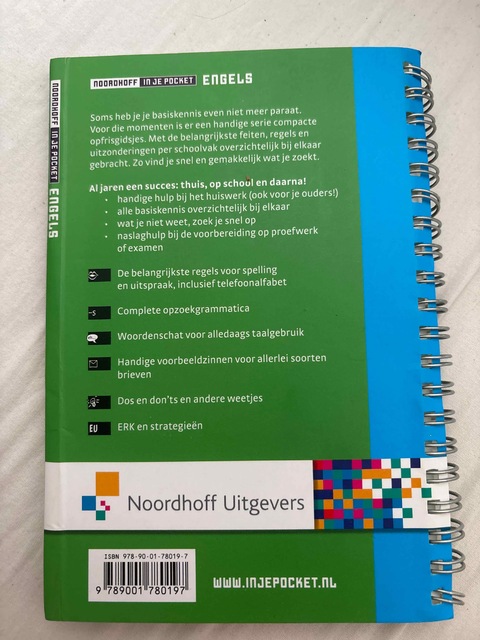 NOORDHOFF IN JE POCKET ENGELS
NOORDHOFF IN JE POCKET ENGELS
Soms heb je je basiskennis even niet meer paraat.
Voor die momenten is er een handige serie compacte
opfrisgidsjes. Met de belangrijkste feiten, regels en
uitzonderingen per schoolvak overzichtelijk bij elkaar
gebracht. Zo vind je snel en gemakkelijk wat je zoekt.
Al jaren een succes: thuis, op school en daarna!
• handige hulp bij het huiswerk (ook voor je ouders!)
• alle basiskennis overzichtelijk bij elkaar
• wat je niet weet, zoek je snel op
• naslaghulp bij de voorbereiding op proefwerk
of examen
De belangrijkste regels voor spelling
en uitspraak, inclusief telefoonalfabet
-s Complete opzoekgrammatica
Woordenschat voor alledaags taalgebruik
Handige voorbeeldzinnen voor allerlei soorten
brieven
Dos en don'ts en andere weetjes
EU ERK en strategieën
Noordhoff Uitgevers
ISBN 978-90-01-78019-7
9 789001 780197
WWW.INJEPOCKET.NL